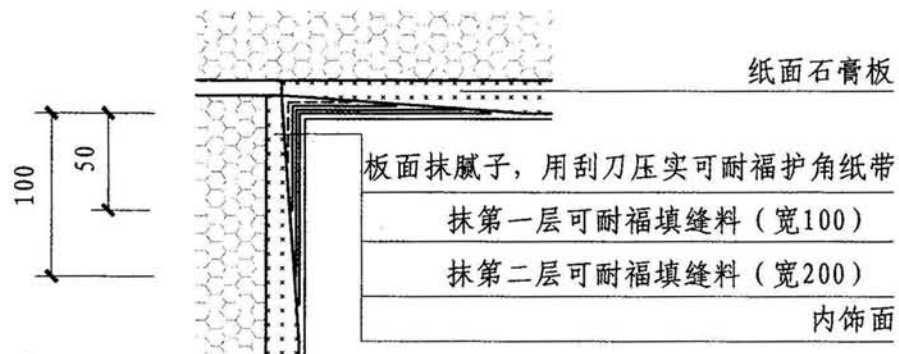 纸面石膏板
50
100
板面抹腻子，用刮刀压实可耐福护角纸带
抹第一层可耐福填缝料（宽100）
抹第二层可耐福填缝料（宽200）
内饰面